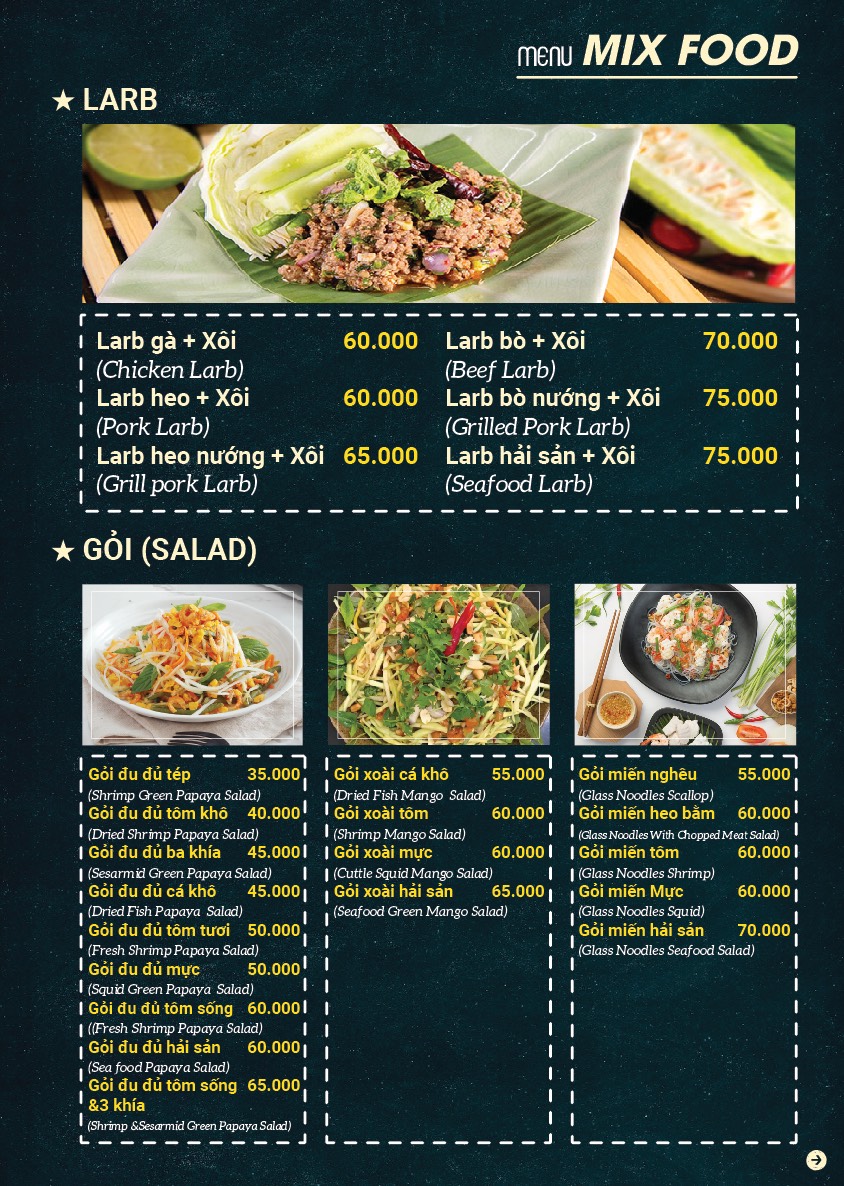 menu MIX FOOD
★ LARB
Larb gà + Xôi 60.000
(Chicken Larb)
Larb heo + Xôi 60.000
(Pork Larb)
Larb heo nướng + Xôi 65.000
(Grill pork Larb)
Larb bò + Xôi 70.000
(Beef Larb)
Larb bò nướng + Xôi 75.000
(Grilled Pork Larb)
Larb hải sản + Xôi 75.000
(Seafood Larb)
★ GỎI (SALAD)
Gỏi đu đủ tép 35.000
(Shrimp Green Papaya Salad)
Gỏi đu đủ tôm khô 40.000
(Dried Shrimp Papaya Salad)
Gỏi đu đủ ba khía 45.000
(Sesarmid Green Papaya Salad)
Gỏi đu đủ cá khô 45.000
(Dried Fish Papaya Salad)
Gỏi đu đủ tôm tươi 50.000
(Fresh Shrimp Papaya Salad)
Gỏi đu đủ mực 50.000
(Squid Green Papaya Salad)
Gỏi đu đủ tôm sống 60.000
((Fresh Shrimp Papaya Salad)
Gỏi đu đủ hải sản 60.000
(Sea food Papaya Salad)
Gỏi đu đủ tôm sống 65.000
&3 khía
(Shrimp &Sesarmid Green Papaya Salad)
Gỏi xoài cá khô 55.000
(Dried Fish Mango Salad)
Gỏi xoài tôm 60.000
(Shrimp Mango Salad)
Gỏi xoài mực 60.000
(Cuttle Squid Mango Salad)
Gỏi xoài hải sản 65.000
(Seafood Green Mango Salad)
Gỏi miến nghêu 55.000
(Glass Noodles Scallop)
Gỏi miến heo bằm 60.000
(Glass Noodles With Chopped Meat Salad)
Gỏi miến tôm 60.000
(Glass Noodles Shrimp)
Gỏi miến Mực 60.000
(Glass Noodles Squid)
Gỏi miến hải sản 70.000
(Glass Noodles Seafood Salad)